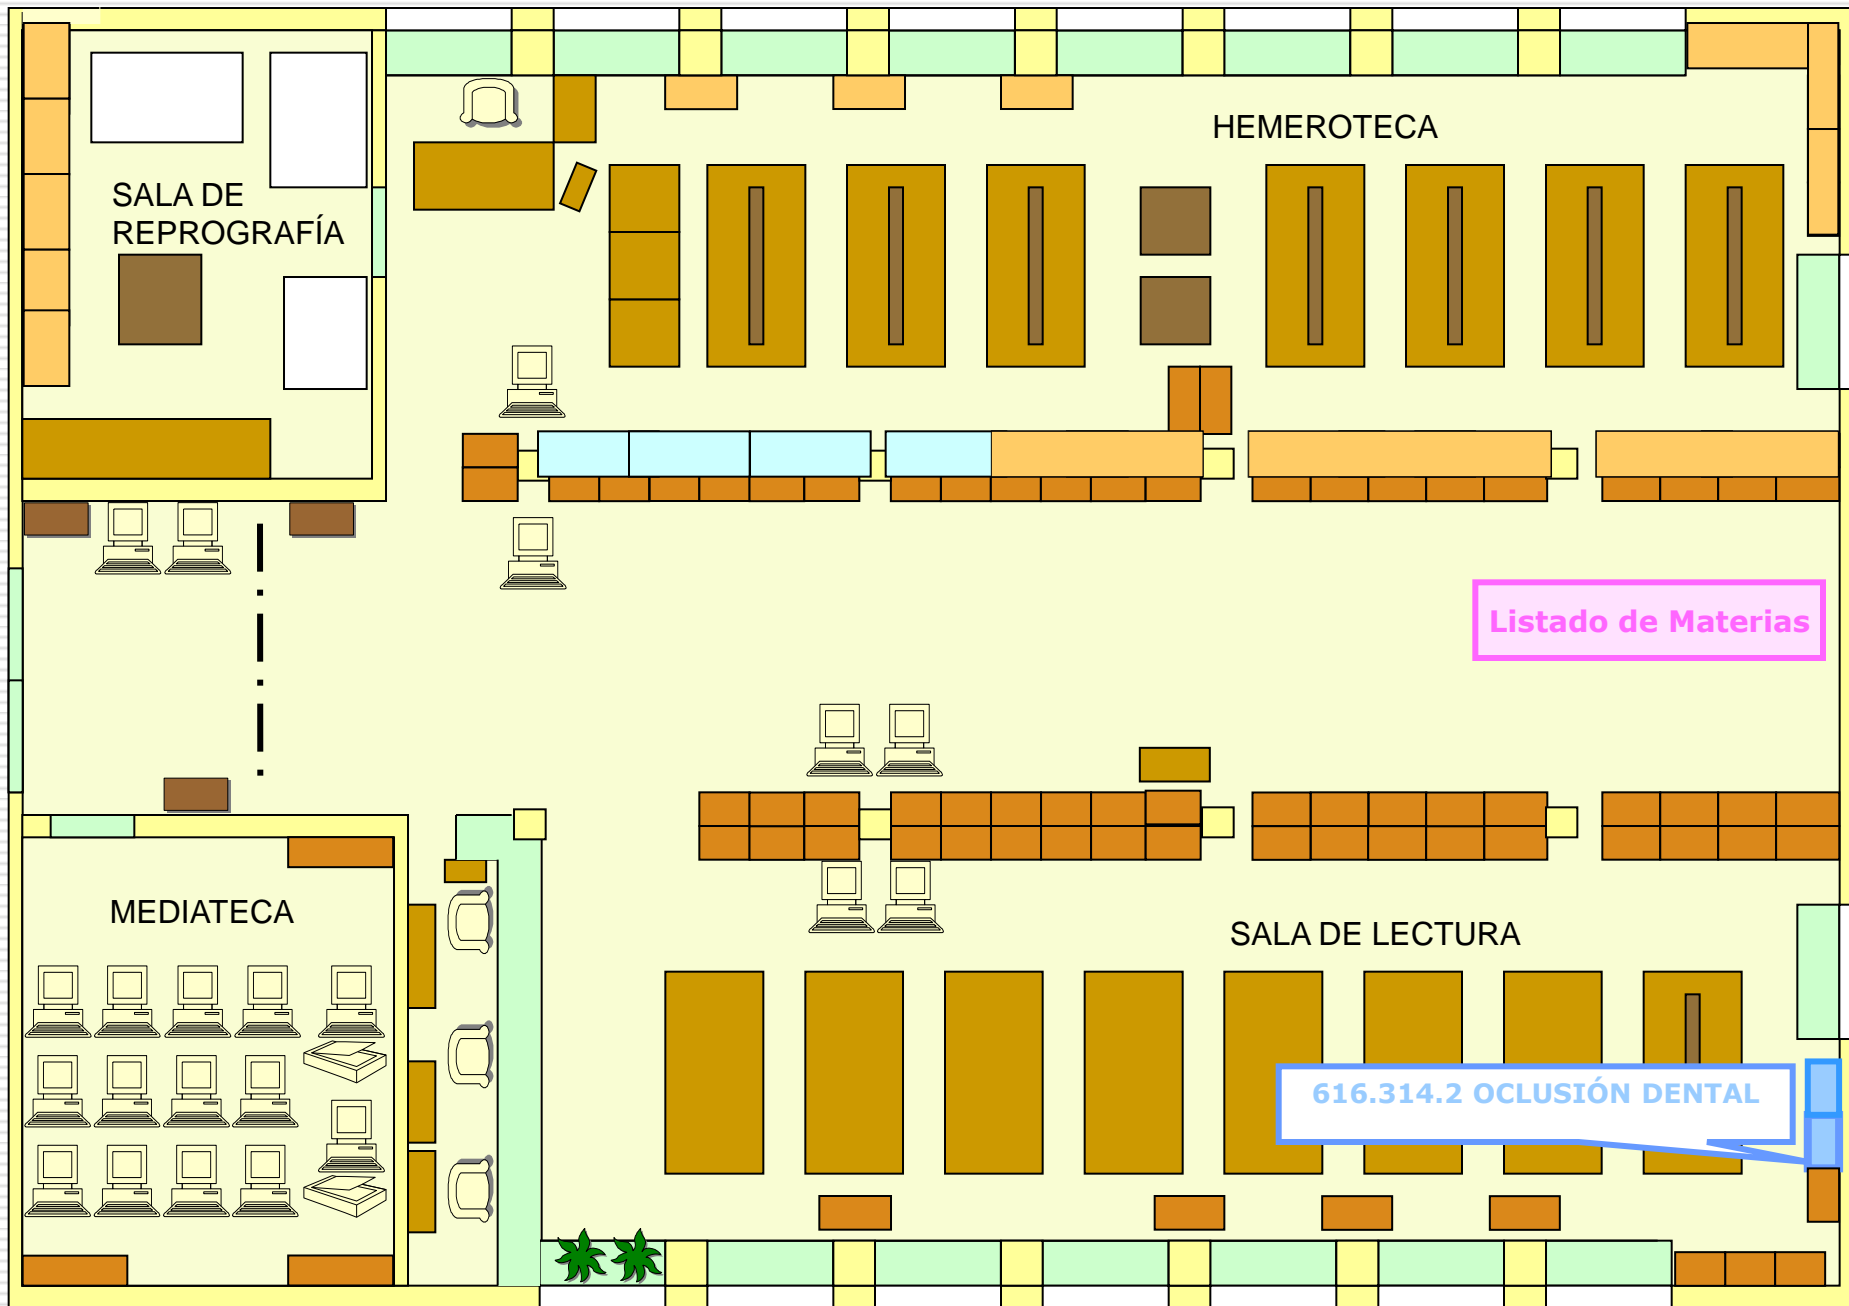 HEMEROTECA
SALA DE
REPROGRAFÍA
Listado de Materias
MEDIATECA
SALA DE LECTURA
616.314.2 OCLUSIÓN DENTAL